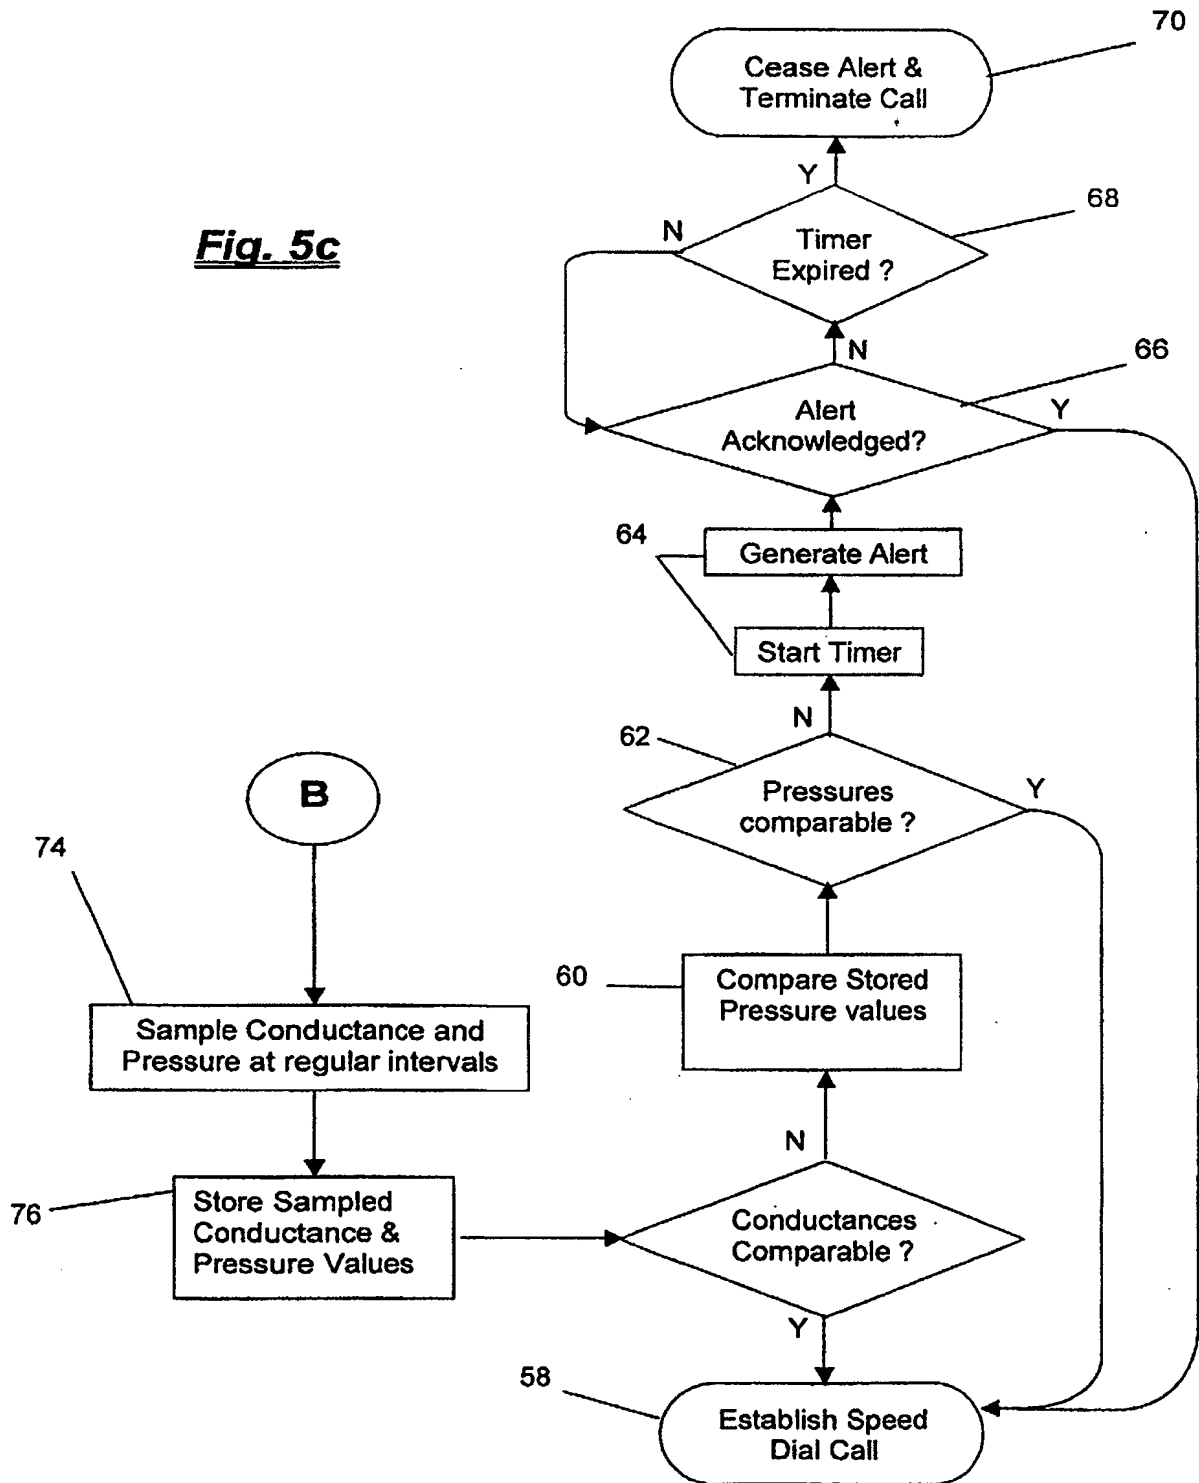 70
Cease Alert &
Terminate Call
Y
68
Fig. 5c
N
Timer
Expired ?
N
66
Alert
Acknowledged?
Y
64
Generate Alert
Start Timer
N
62
Pressures
comparable ?
Y
B
74
60
Compare Stored
Pressure values
Sample Conductance and
Pressure at regular intervals
N
76
Store Sampled
Conductance &
Pressure Values
Conductances
Comparable ?
Y
58
Establish Speed
Dial Call